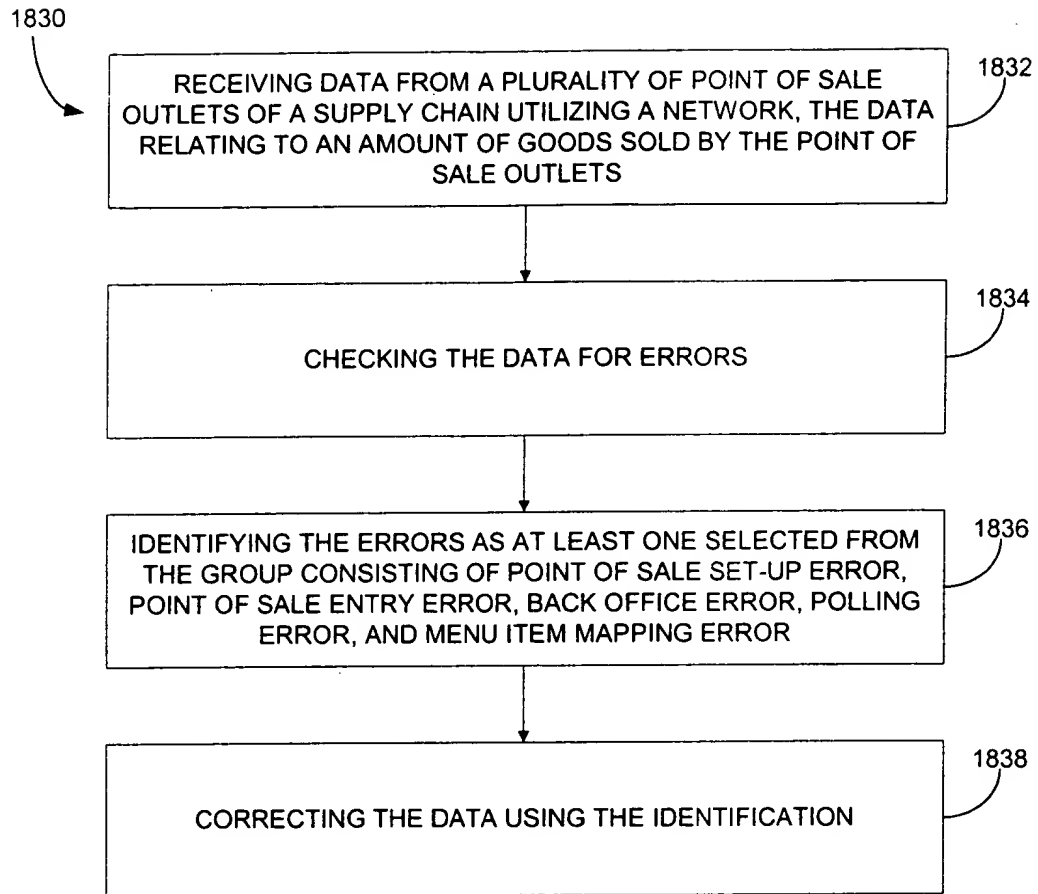 1830
RECEIVING DATA FROM A PLURALITY OF POINT OF SALE
OUTLETS OF A SUPPLY CHAIN UTILIZING A NETWORK, THE DATA
RELATING TO AN AMOUNT OF GOODS SOLD BY THE POINT OF
SALE OUTLETS
1832
CHECKING THE DATA FOR ERRORS
1834
IDENTIFYING THE ERRORS AS AT LEAST ONE SELECTED FROM
THE GROUP CONSISTING OF POINT OF SALE SET-UP ERROR,
POINT OF SALE ENTRY ERROR, BACK OFFICE ERROR, POLLING
ERROR, AND MENU ITEM MAPPING ERROR
1836
CORRECTING THE DATA USING THE IDENTIFICATION
1838